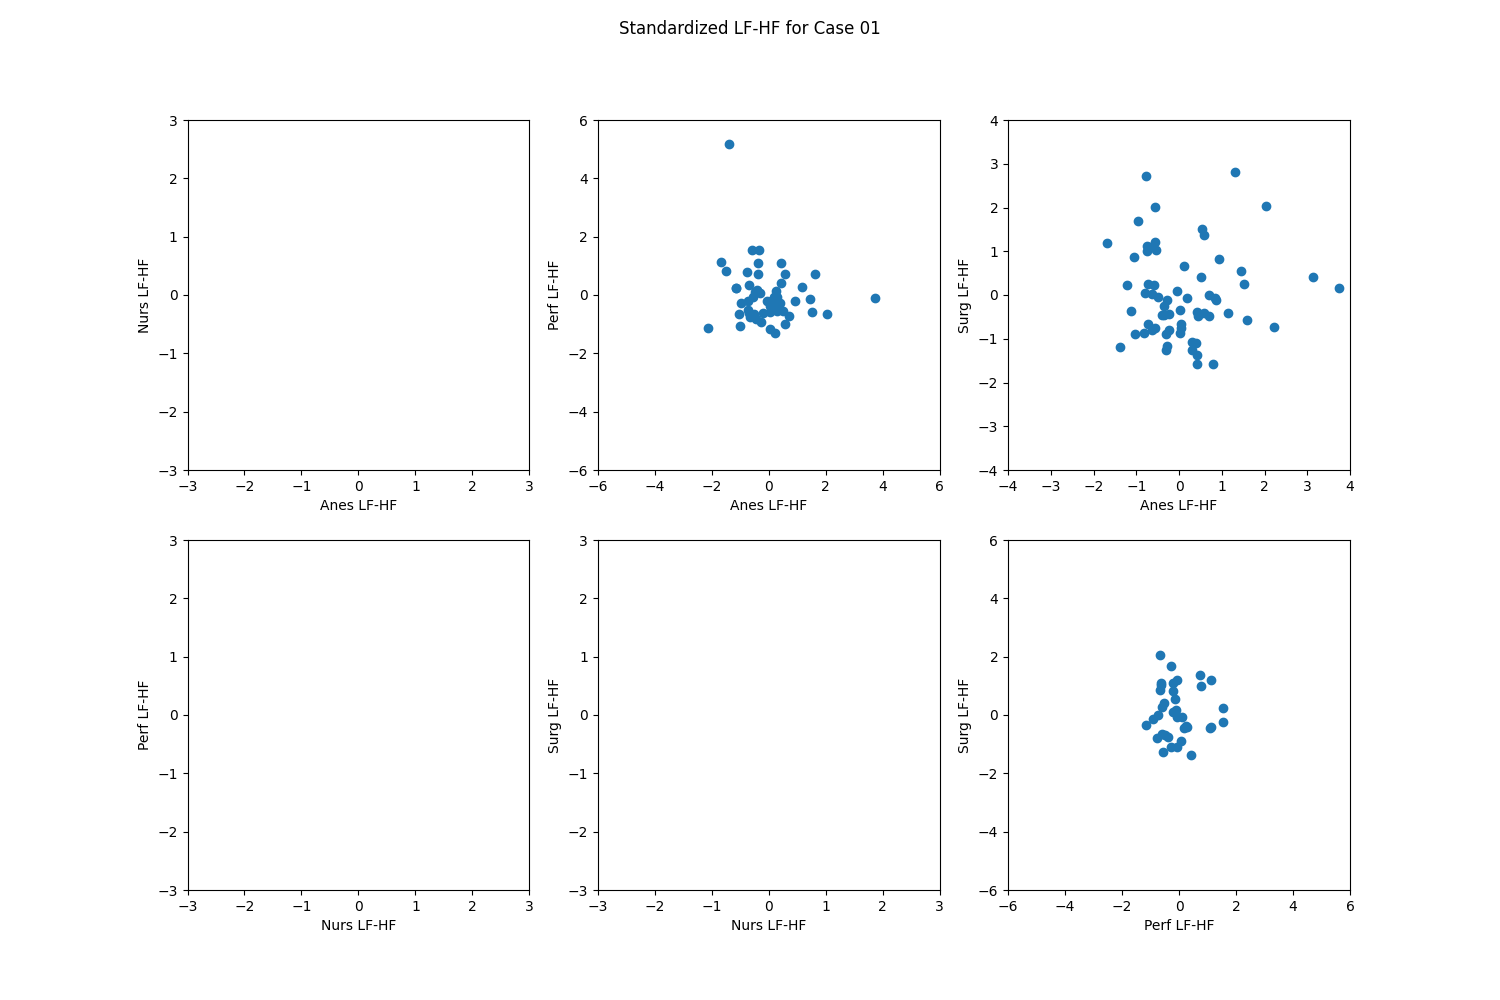 Standardized LF-HF for Case 01
3
2
1
0
−1
−2
−3
Nurs LF-HF
−3 −2 −1 0 1 2 3
Anes LF-HF
6
4
2
0
−2
−4
−6
Perf LF-HF
−6 −4 −2 0 2 4 6
Anes LF-HF
4
3
2
1
0
−1
−2
−3
−4
Surg LF-HF
−4 −3 −2 −1 0 1 2 3 4
Anes LF-HF
3
2
1
0
−1
−2
−3
Perf LF-HF
−3 −2 −1 0 1 2 3
Nurs LF-HF
3
2
1
0
−1
−2
−3
Surg LF-HF
−3 −2 −1 0 1 2 3
Nurs LF-HF
6
4
2
0
−2
−4
−6
Surg LF-HF
−6 −4 −2 0 2 4 6
Perf LF-HF